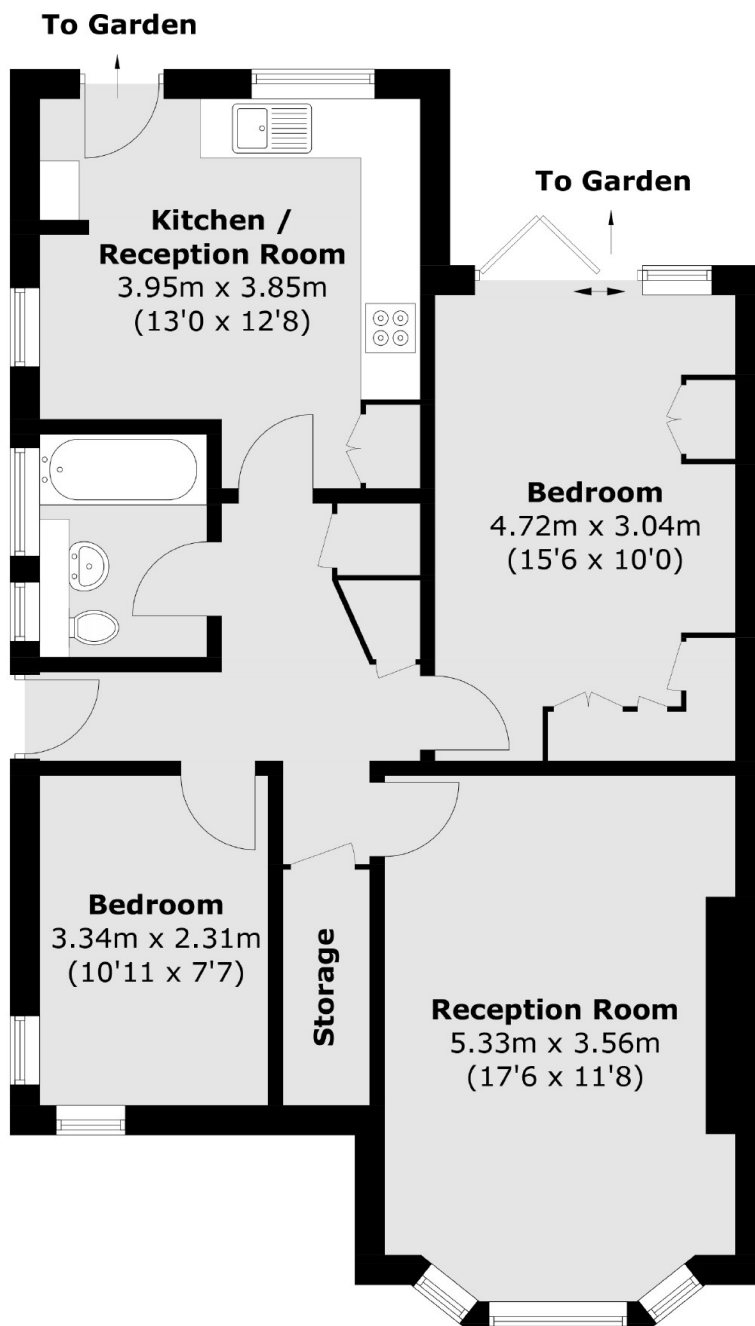 To Garden
To Garden
Kitchen /
Reception Room
3.95m x 3.85m
(13'0 x 12'8)
Bedroom
4.72m x 3.04m
(15'6 x 10'0)
Bedroom
3.34m x 2.31m
(10'11 x 7'7)
Storage
Reception Room
5.33m x 3.56m
(17'6 x 11'8)